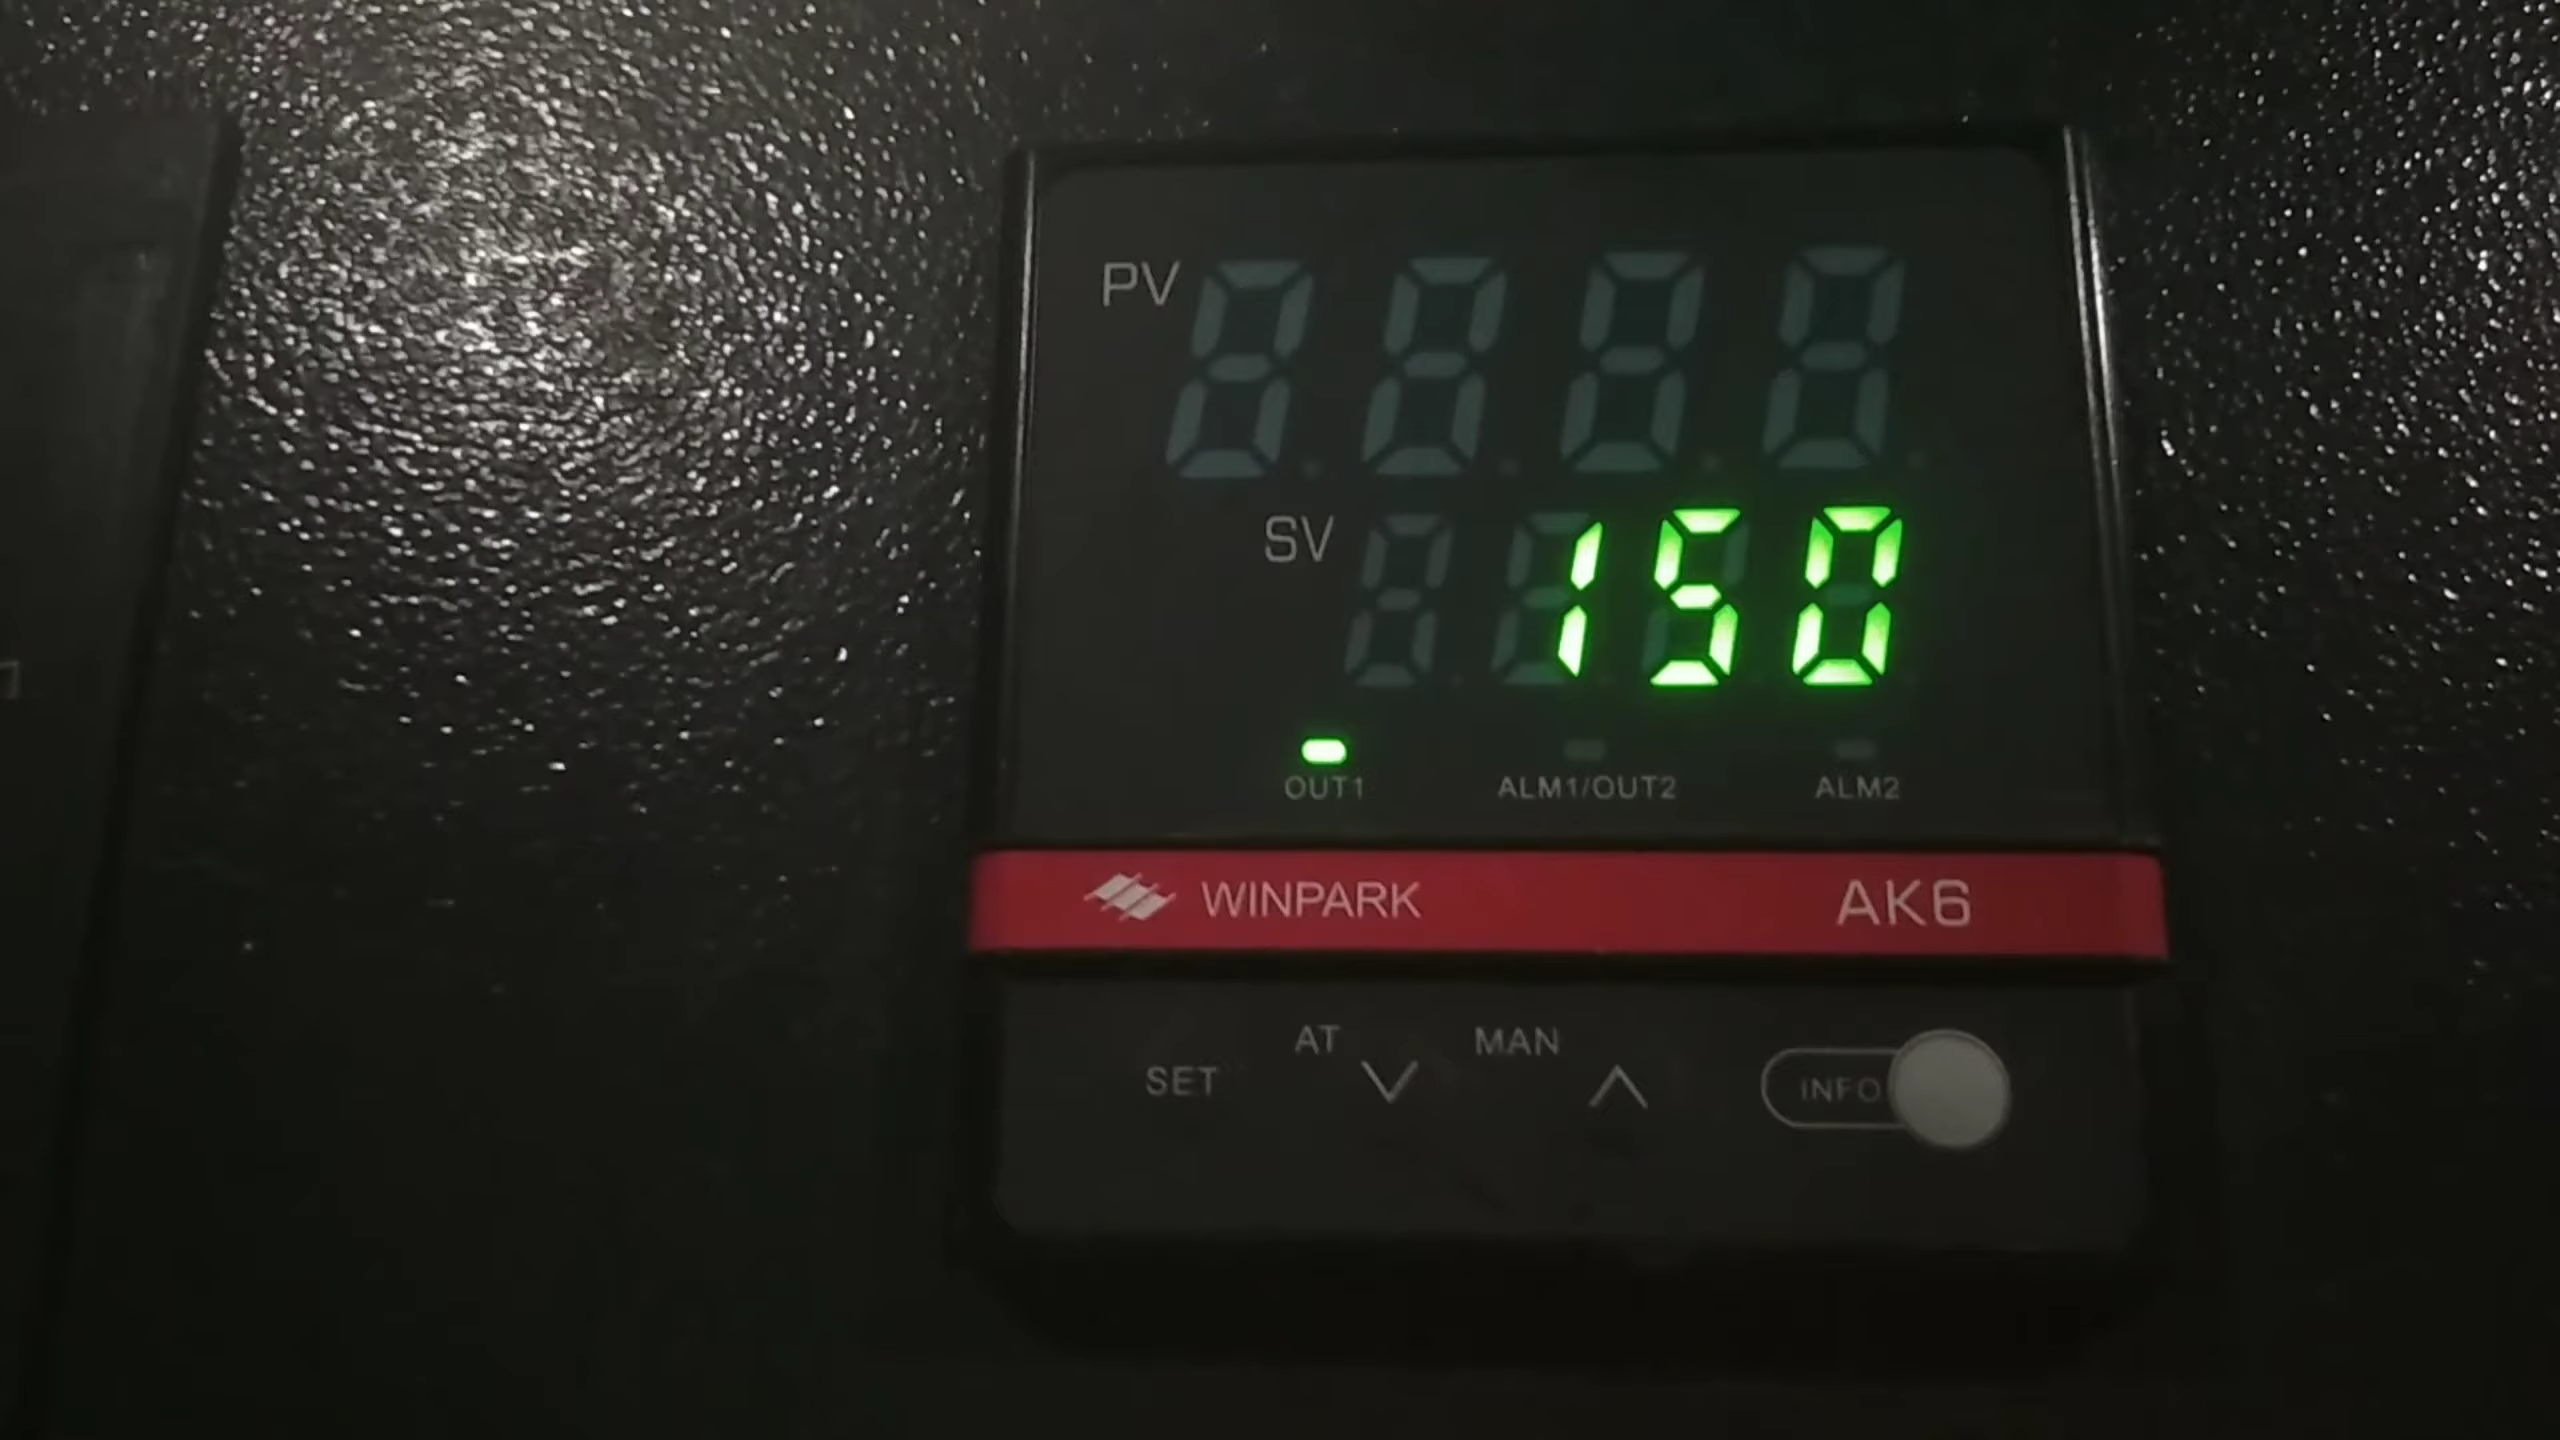 PV
SV 150
OUT1 ALM1/OUT2 ALM2
WINPARK AK6
AT MAN
SET INFO